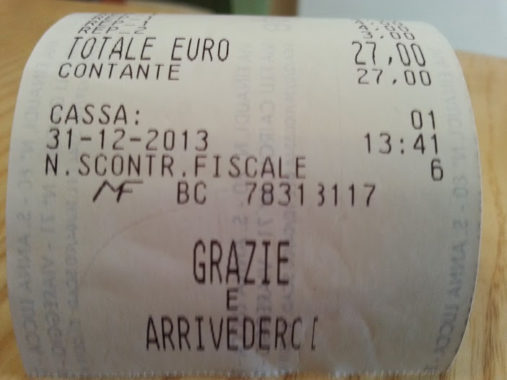 TOTALE EURO 27,00
CONTANTE 27,00
CASSA: 01
31-12-2013 13:41
N.SCONTR.FISCALE 6
MF BC 78313117
GRAZIE
E
ARRIVEDERCI